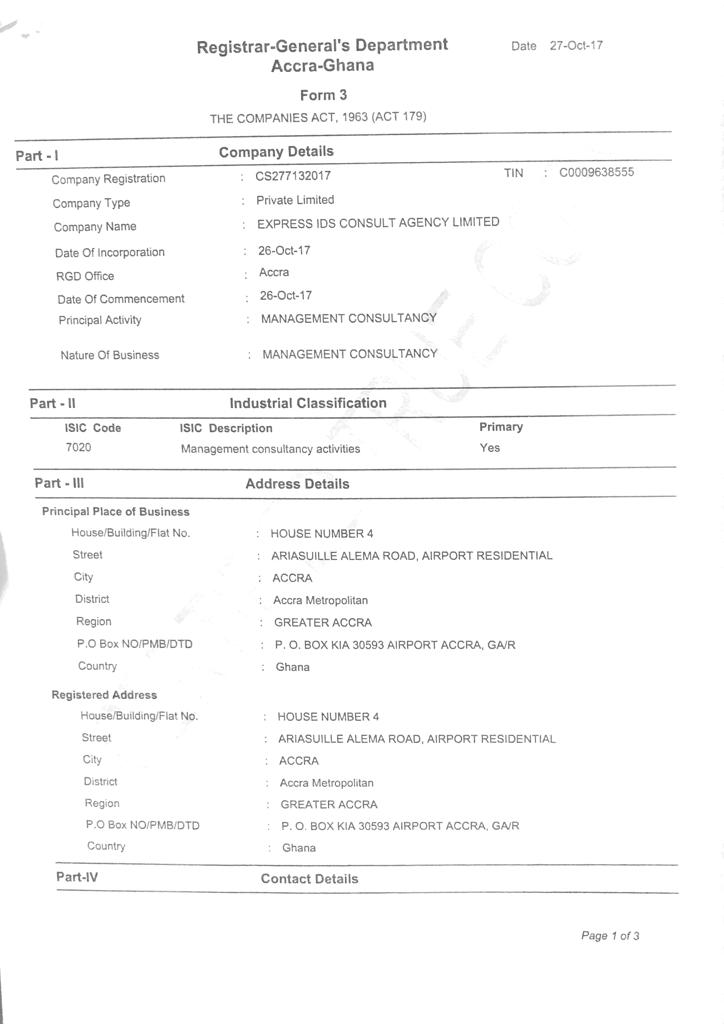 Registrar-General's Department
Accra-Ghana
Date 27-Oct-17
Form 3
THE COMPANIES ACT, 1963 (ACT 179)
Part - I Company Details
Company Registration : CS277132017 TIN : C0009638555
Company Type : Private Limited
Company Name : EXPRESS IDS CONSULT AGENCY LIMITED
Date Of Incorporation : 26-Oct-17
RGD Office : Accra
Date Of Commencement : 26-Oct-17
Principal Activity : MANAGEMENT CONSULTANCY
Nature Of Business : MANAGEMENT CONSULTANCY
Part - II Industrial Classification
ISIC Code ISIC Description Primary
7020 Management consultancy activities Yes
Part - III Address Details
Principal Place of Business
House/Building/Flat No. : HOUSE NUMBER 4
Street : ARIASUILLE ALEMA ROAD, AIRPORT RESIDENTIAL
City : ACCRA
District : Accra Metropolitan
Region : GREATER ACCRA
P.O Box NO/PMB/DTD : P. O. BOX KIA 30593 AIRPORT ACCRA, GA/R
Country : Ghana
Registered Address
House/Building/Flat No. : HOUSE NUMBER 4
Street : ARIASUILLE ALEMA ROAD, AIRPORT RESIDENTIAL
City : ACCRA
District : Accra Metropolitan
Region : GREATER ACCRA
P.O Box NO/PMB/DTD : P. O. BOX KIA 30593 AIRPORT ACCRA, GA/R
Country : Ghana
Part-IV Contact Details
Page 1 of 3